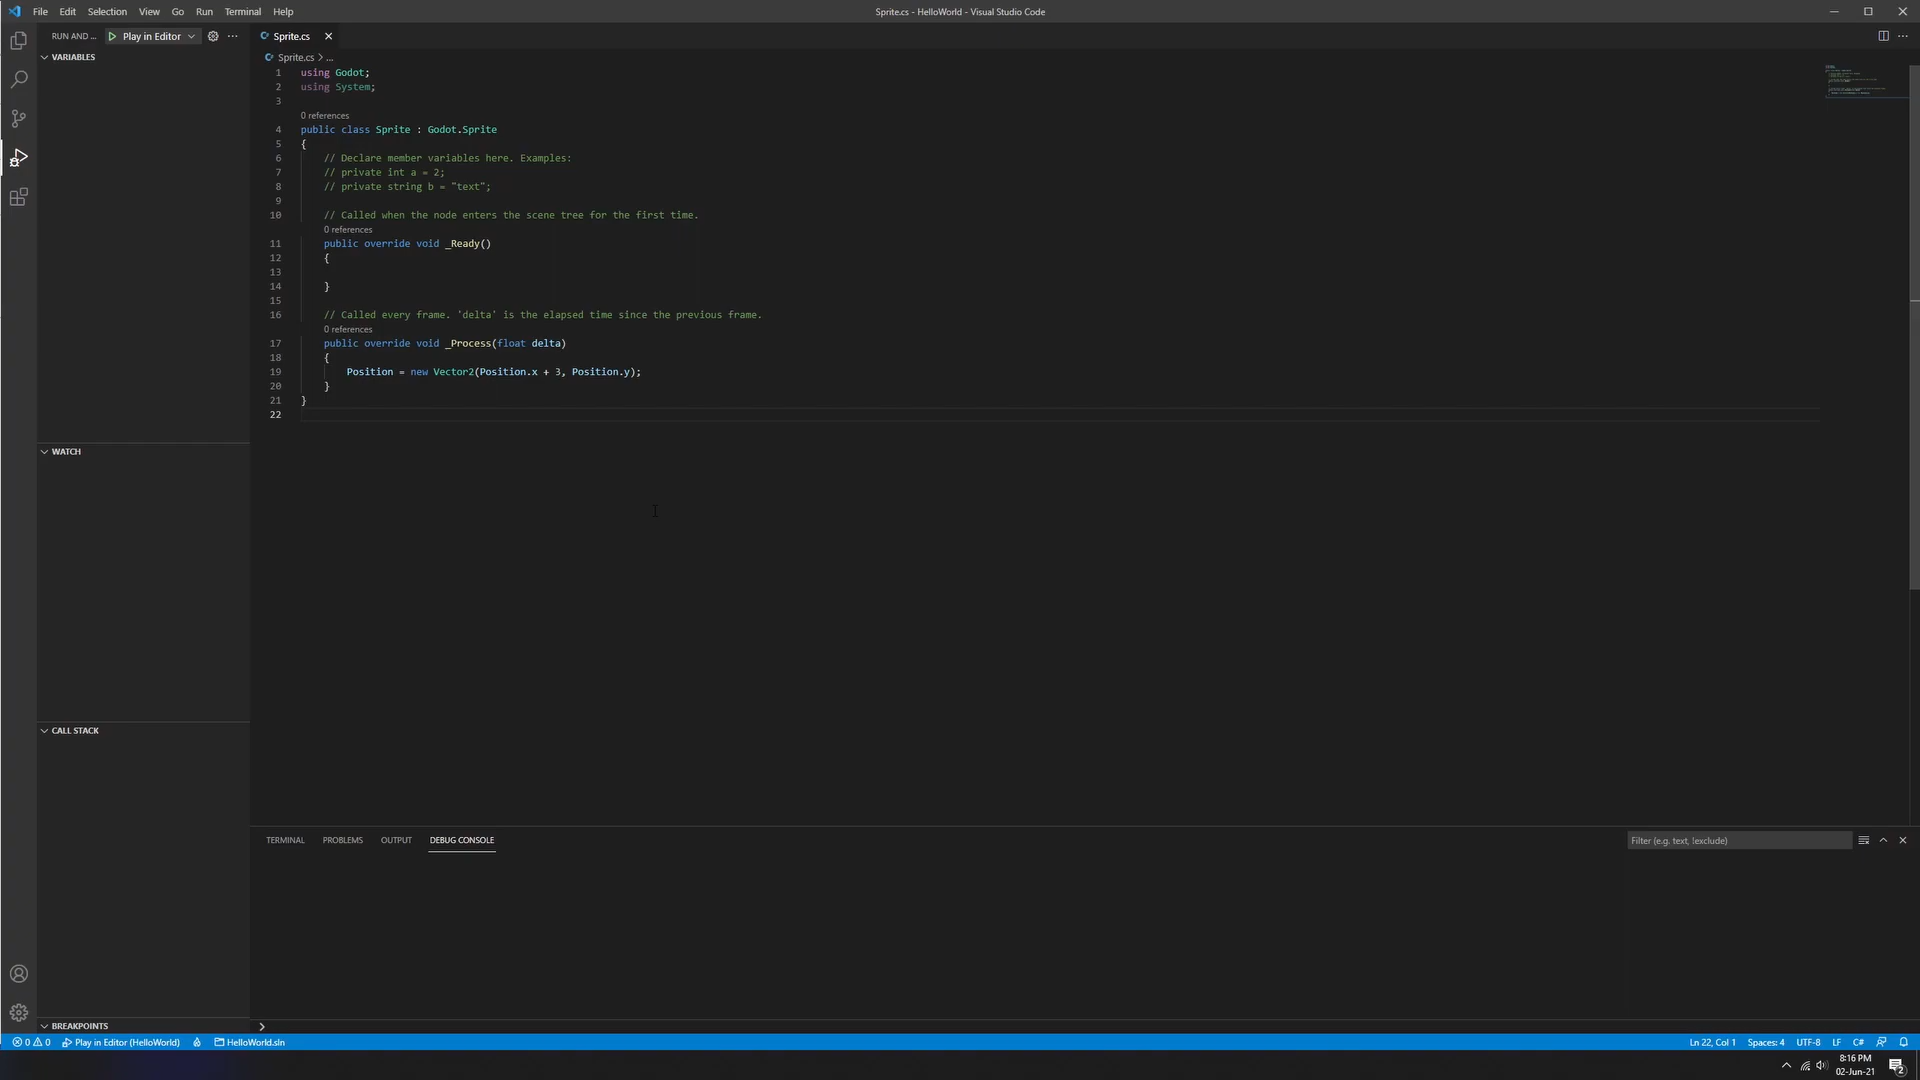 File Edit Selection View Go Run Terminal Help
Sprite.cs - HelloWorld - Visual Studio Code
RUN AND ... Play in Editor
VARIABLES
WATCH
CALL STACK
BREAKPOINTS
Sprite.cs
Sprite.cs > ...
1 using Godot;
2 using System;
3
0 references
4 public class Sprite : Godot.Sprite
5 {
6 // Declare member variables here. Examples:
7 // private int a = 2;
8 // private string b = "text";
9
10 // Called when the node enters the scene tree for the first time.
0 references
11 public override void _Ready()
12 {
13
14 }
15
16 // Called every frame. 'delta' is the elapsed time since the previous frame.
0 references
17 public override void _Process(float delta)
18 {
19 Position = new Vector2(Position.x + 3, Position.y);
20 }
21 }
22
TERMINAL PROBLEMS OUTPUT DEBUG CONSOLE
Filter (e.g. text, !exclude)
0 0 Play in Editor (HelloWorld) HelloWorld.sln
Ln 22, Col 1 Spaces: 4 UTF-8 LF C#
8:16 PM
02-Jun-21
2